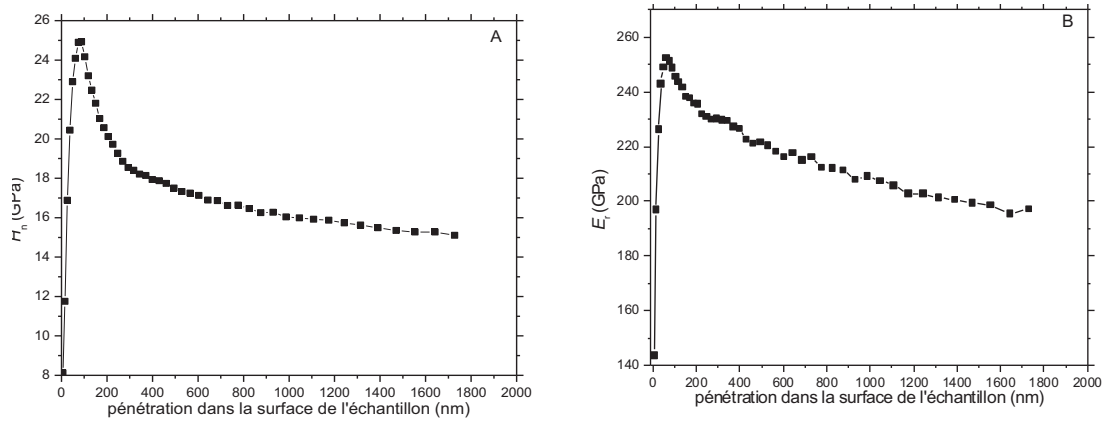 A
26
24
22
20
18
16
14
12
10
8
H n (GPa)
0 200 400 600 800 1000 1200 1400 1600 1800 2000
pénétration dans la surface de l'échantillon (nm)
B
260
240
220
200
180
160
140
E r (GPa)
0 200 400 600 800 1000 1200 1400 1600 1800 2000
pénétration dans la surface de l'échantillon (nm)